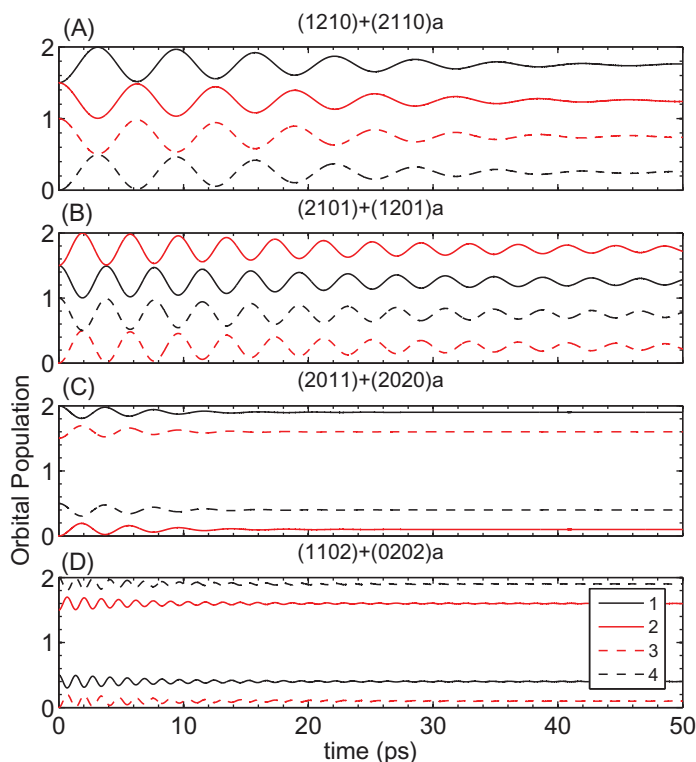 (A)
(1210)+(2110)a
2
1
0
(B)
(2101)+(1201)a
2
1
0
(C)
(2011)+(2020)a
2
1
0
(D)
(1102)+(0202)a
2
1
0
1
2
3
4
0 10 20 30 40 50
time (ps)
Orbital Population